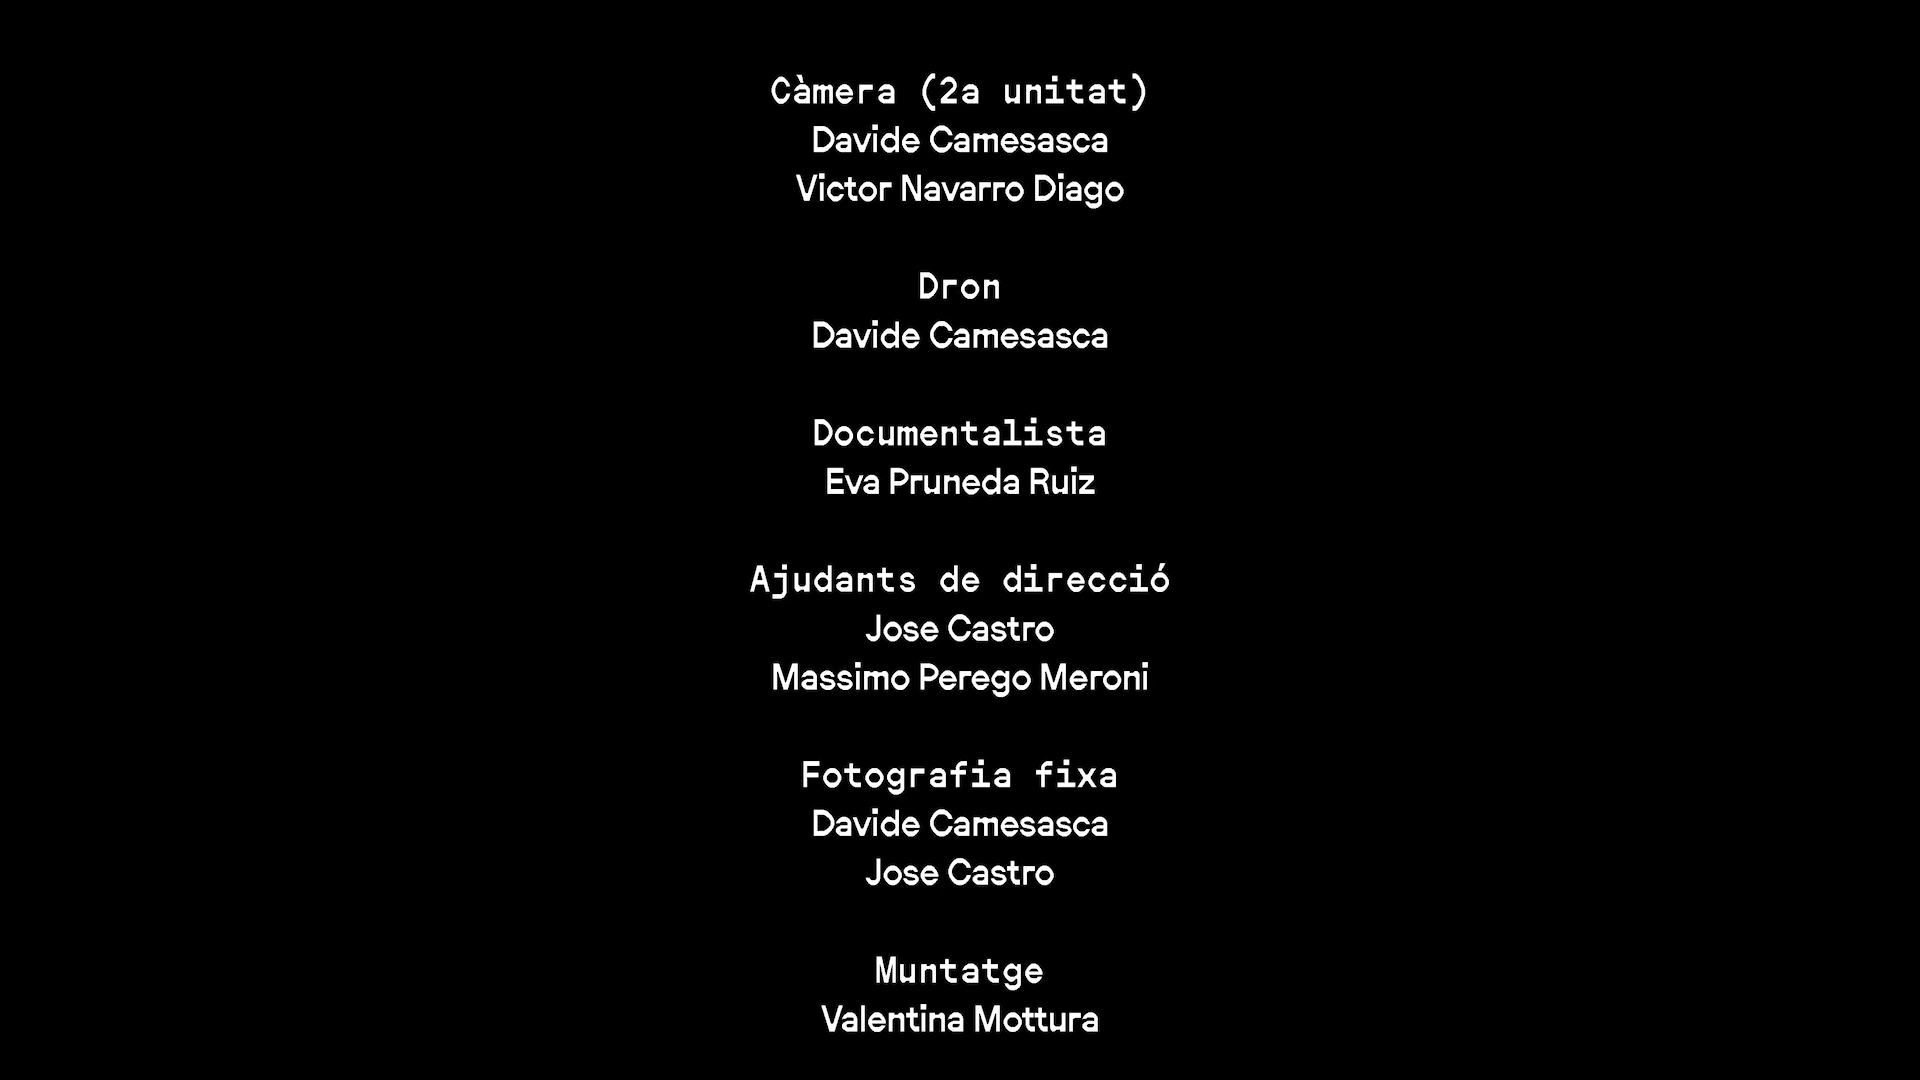 Càmera (2a unitat)
Davide Camesasca
Victor Navarro Diago
Dron
Davide Camesasca
Documentalista
Eva Pruneda Ruiz
Ajudants de direcció
Jose Castro
Massimo Perego Meroni
Fotografia fixa
Davide Camesasca
Jose Castro
Muntatge
Valentina Mottura